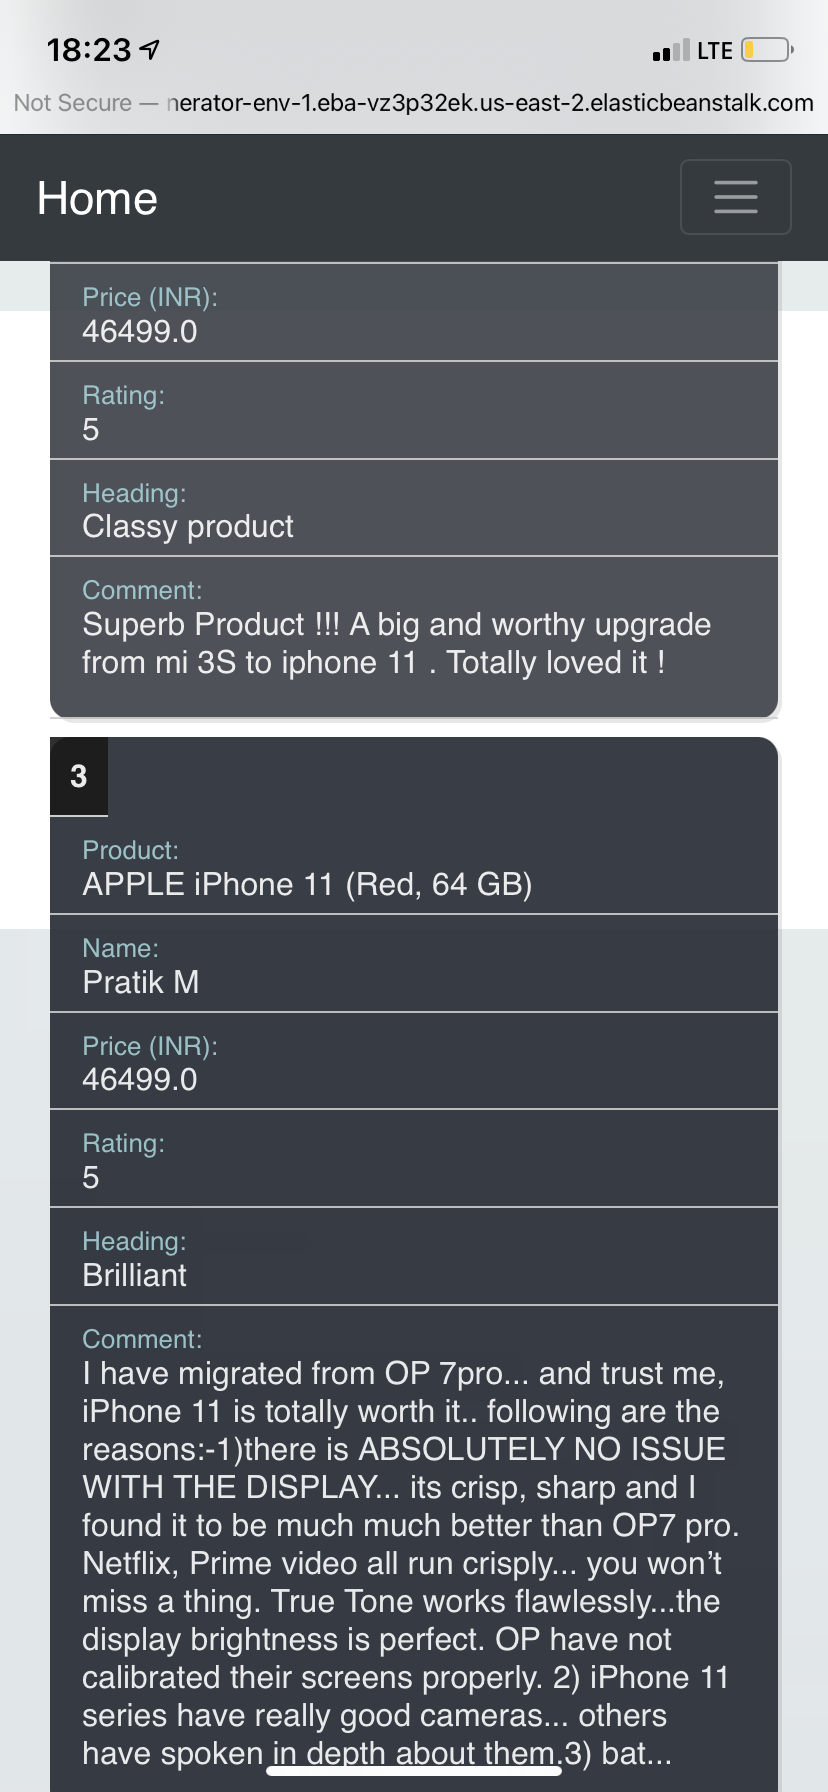 18:23
LTE
Not Secure — nerator-env-1.eba-vz3p32ek.us-east-2.elasticbeanstalk.com
Home
Price (INR):
46499.0
Rating:
5
Heading:
Classy product
Comment:
Superb Product !!! A big and worthy upgrade
from mi 3S to iphone 11 . Totally loved it !
3
Product:
APPLE iPhone 11 (Red, 64 GB)
Name:
Pratik M
Price (INR):
46499.0
Rating:
5
Heading:
Brilliant
Comment:
I have migrated from OP 7pro... and trust me,
iPhone 11 is totally worth it.. following are the
reasons:-1)there is ABSOLUTELY NO ISSUE
WITH THE DISPLAY... its crisp, sharp and I
found it to be much much better than OP7 pro.
Netflix, Prime video all run crisply... you won’t
miss a thing. True Tone works flawlessly...the
display brightness is perfect. OP have not
calibrated their screens properly. 2) iPhone 11
series have really good cameras... others
have spoken in depth about them.3) bat...